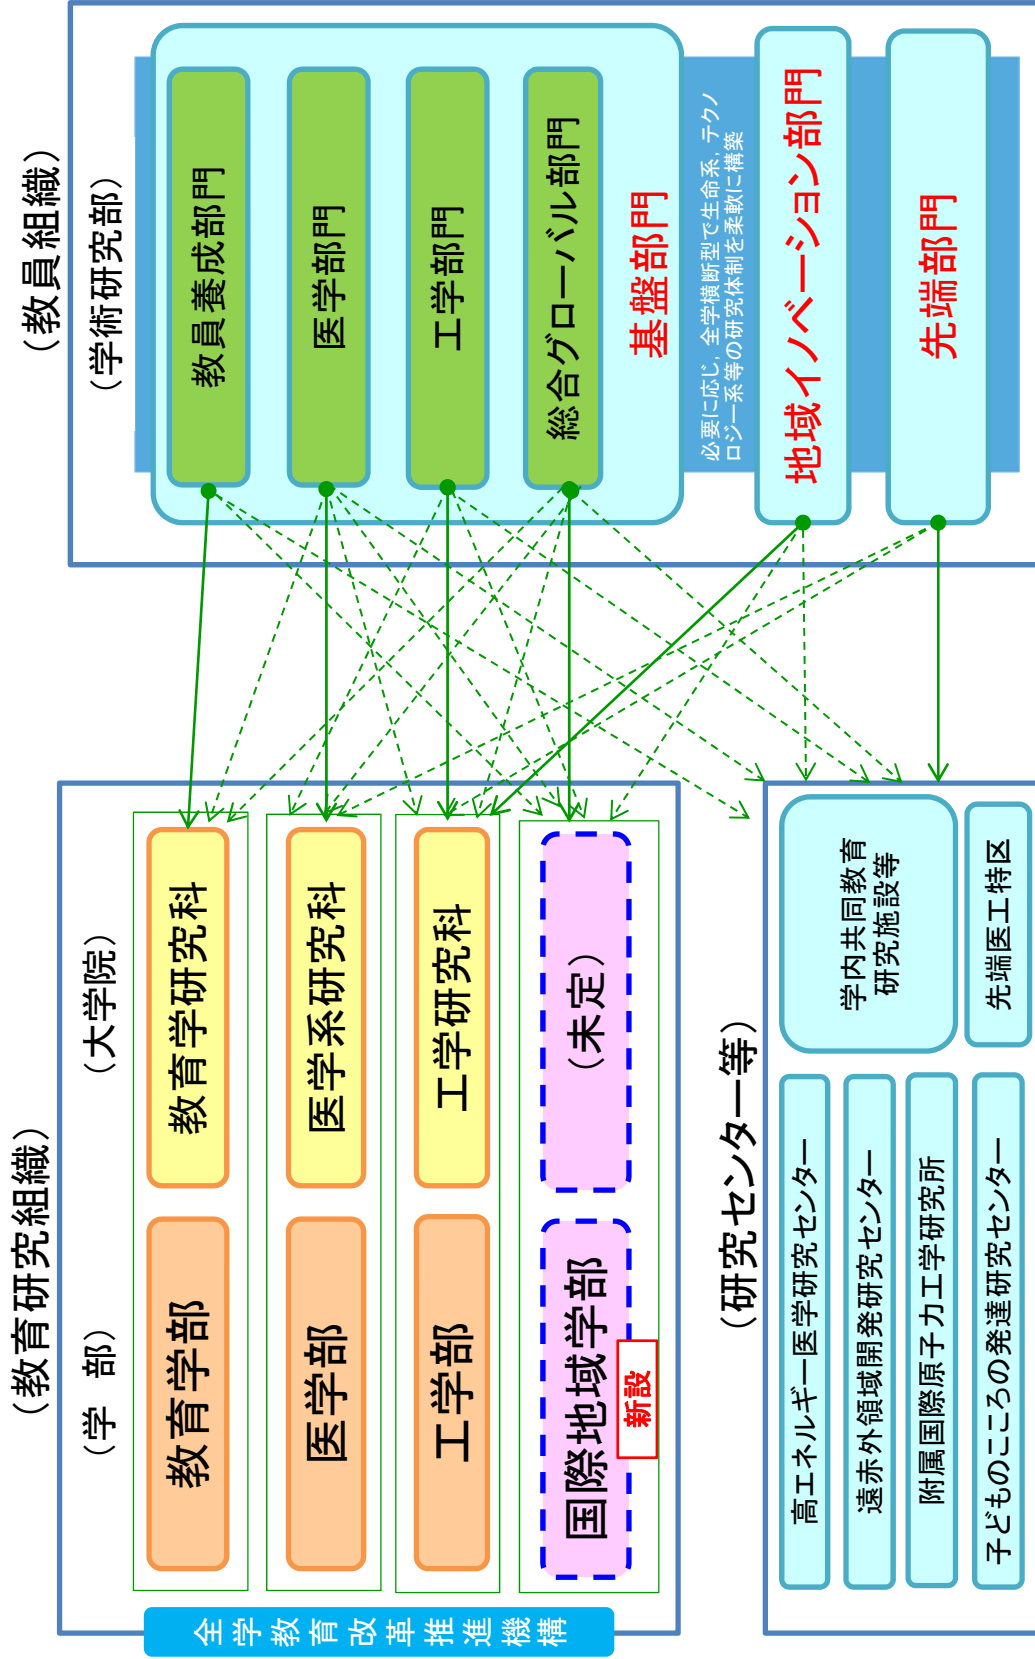 （教育研究組織）
（学　部）
（大学院）
教育学部
教育学研究科
医学部
医学系研究科
工学部
工学研究科
国際地域学部
新設
（未定）
全学教育改革推進機構
（研究センター等）
高エネルギー医学研究センター
遠赤外領域開発研究センター
附属国際原子力工学研究所
子どものこころの発達研究センター
学内共同教育
研究施設等
先端医工特区
（教員組織）
（学術研究部）
教員養成部門
医学部門
工学部門
総合グローバル部門
基盤部門
必要に応じ，全学横断型で生命系，テクノ
ロジー系等の研究体制を柔軟に構築
地域イノベーション部門
先端部門